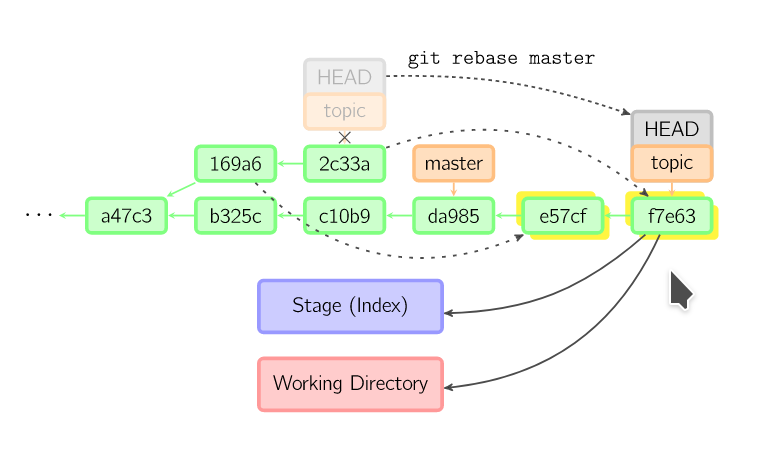 git rebase master
HEAD
topic
HEAD
169a6
2c33a
master
topic
...
a47c3
b325c
c10b9
da985
e57cf
f7e63
Stage (Index)
Working Directory